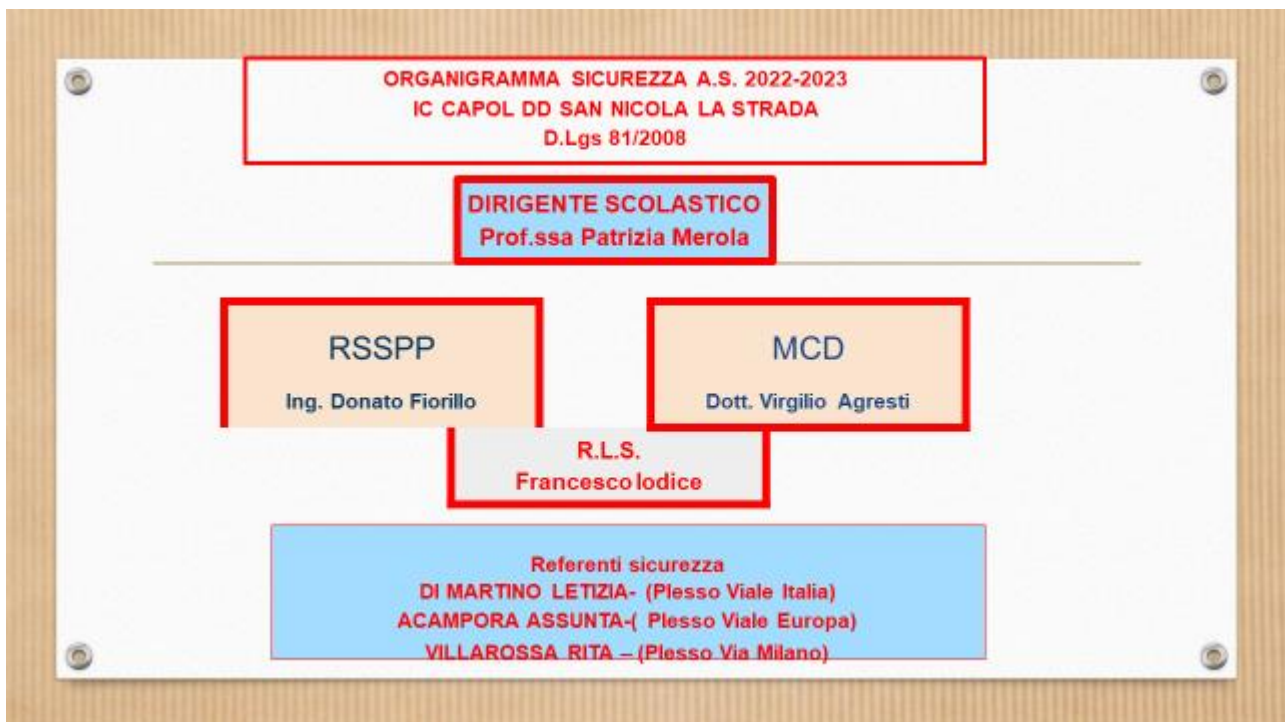 ORGANIGRAMMA SICUREZZA A.S. 2022-2023
IC CAPOL DD SAN NICOLA LA STRADA
D.Lgs 81/2008
DIRIGENTE SCOLASTICO
Prof.ssa Patrizia Merola
RSSPP
Ing. Donato Fiorillo
MCD
Dott. Virgilio Agresti
R.L.S.
Francesco Iodice
Referenti sicurezza
DI MARTINO LETIZIA- (Plesso Viale Italia)
ACAMPORA ASSUNTA-( Plesso Viale Europa)
VILLAROSSA RITA – (Plesso Via Milano)